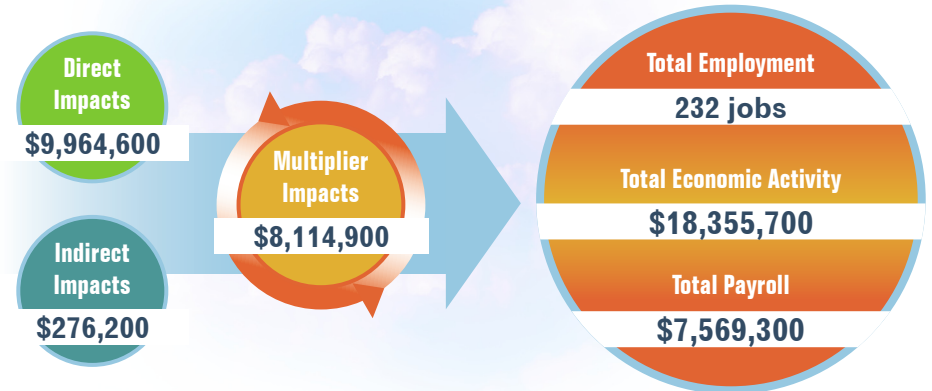 Direct
Impacts
$9,964,600
Indirect
Impacts
$276,200
Multiplier
Impacts
$8,114,900
Total Employment
232 jobs
Total Economic Activity
$18,355,700
Total Payroll
$7,569,300